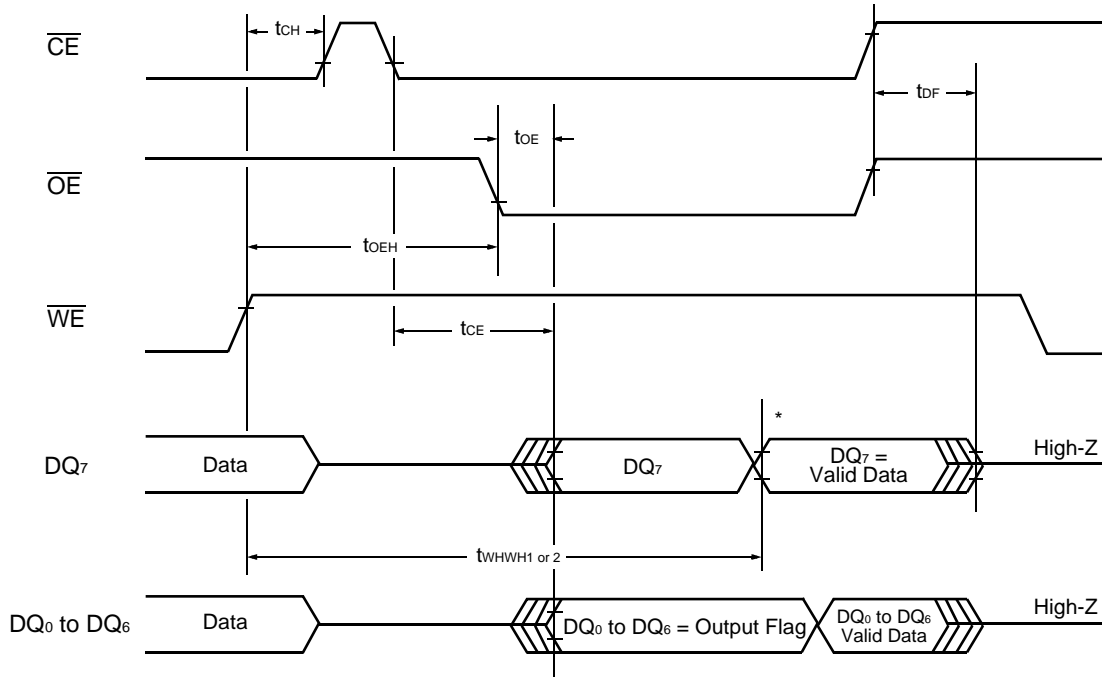 tCH
CE
tDF
tOE
OE
tOEH
WE
tCE
*
DQ7
Data
DQ7
DQ7 =
Valid Data
High-Z
tWHWH1 or 2
DQ0 to DQ6
Data
DQ0 to DQ6 = Output Flag
DQ0 to DQ6
Valid Data
High-Z